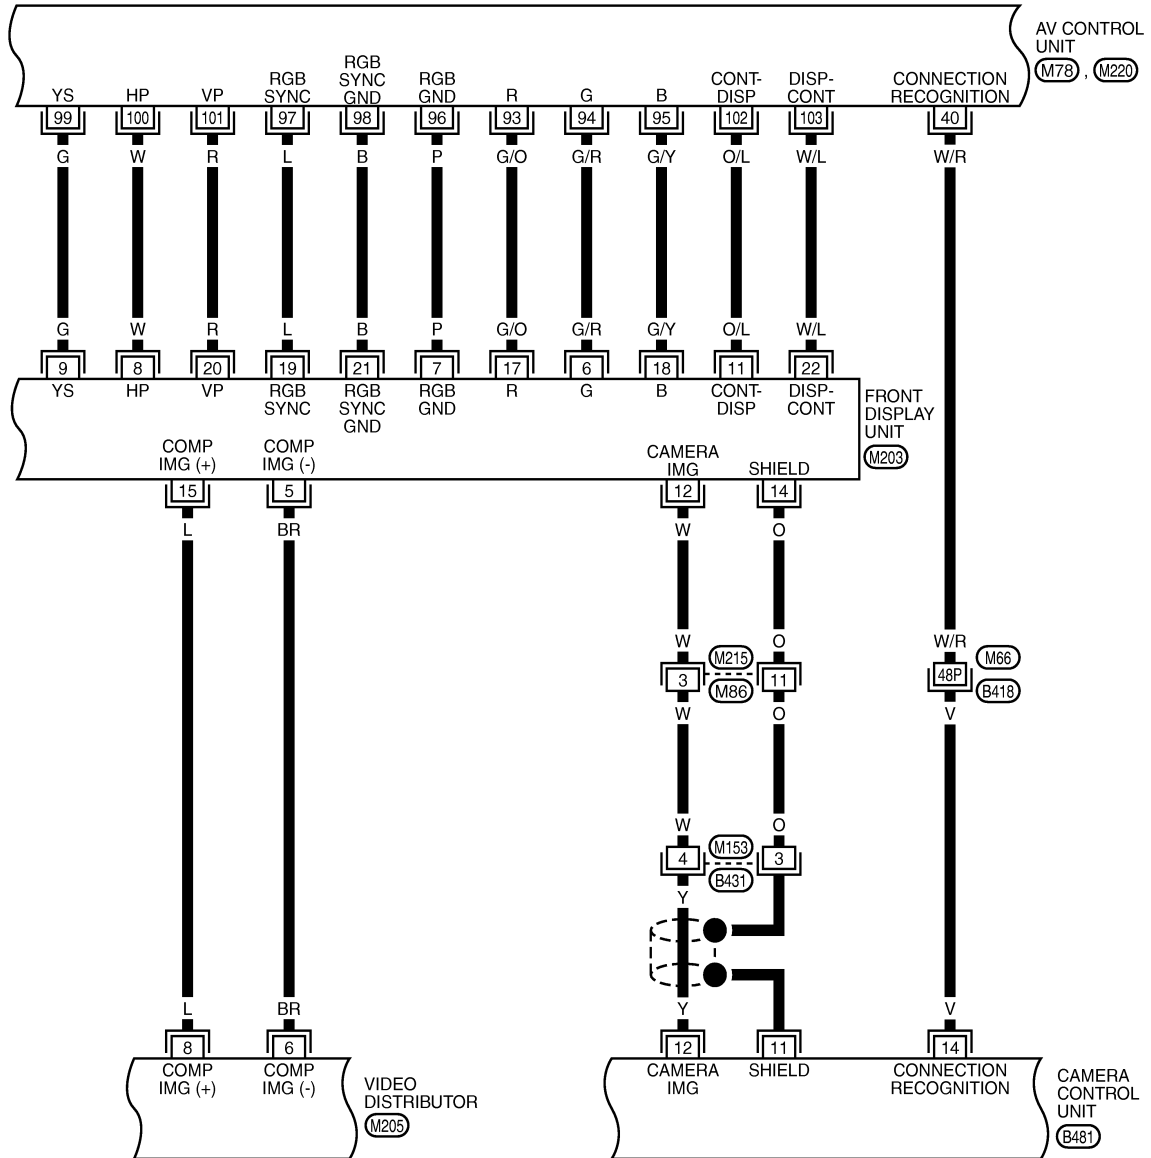 AV CONTROL
UNIT
M78 , M220
YS HP VP RGB SYNC RGB SYNC GND RGB GND R G B CONT-DISP DISP-CONT CONNECTION RECOGNITION
99 100 101 97 98 96 93 94 95 102 103 40
G W R L B P G/O G/R G/Y O/L W/L W/R
G W R L B P G/O G/R G/Y O/L W/L
9 8 20 19 21 7 17 6 18 11 22
YS HP VP RGB SYNC RGB SYNC GND RGB GND R G B CONT-DISP DISP-CONT
FRONT
DISPLAY
UNIT
M203
COMP IMG (+) COMP IMG (-) CAMERA IMG SHIELD
15 5 12 14
L BR W O
W O W/R
M215 M66
3 11 48P
M86 B418
W O V
W O
M153
4 3
B431
Y
L BR Y V
8 6 12 11 14
COMP IMG (+) COMP IMG (-) CAMERA IMG SHIELD CONNECTION RECOGNITION
VIDEO
DISTRIBUTOR
M205
CAMERA
CONTROL
UNIT
B481